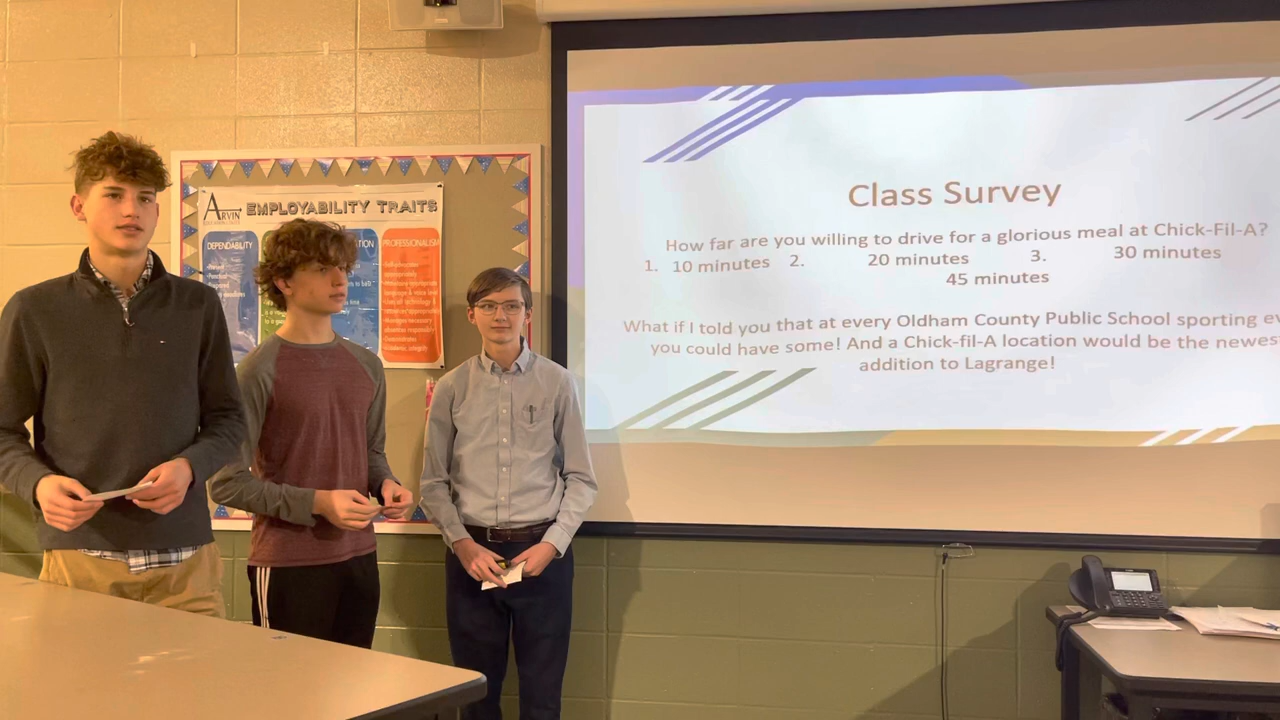 ARVIN
EMPLOYABILITY TRAITS
DEPENDABILITY
PROFESSIONALISM
Class Survey
How far are you willing to drive for a glorious meal at Chick-Fil-A?
1. 10 minutes 2. 20 minutes 3. 30 minutes
45 minutes
What if I told you that at every Oldham County Public School sporting
you could have some! And a Chick-fil-A location would be the newest
addition to Lagrange!